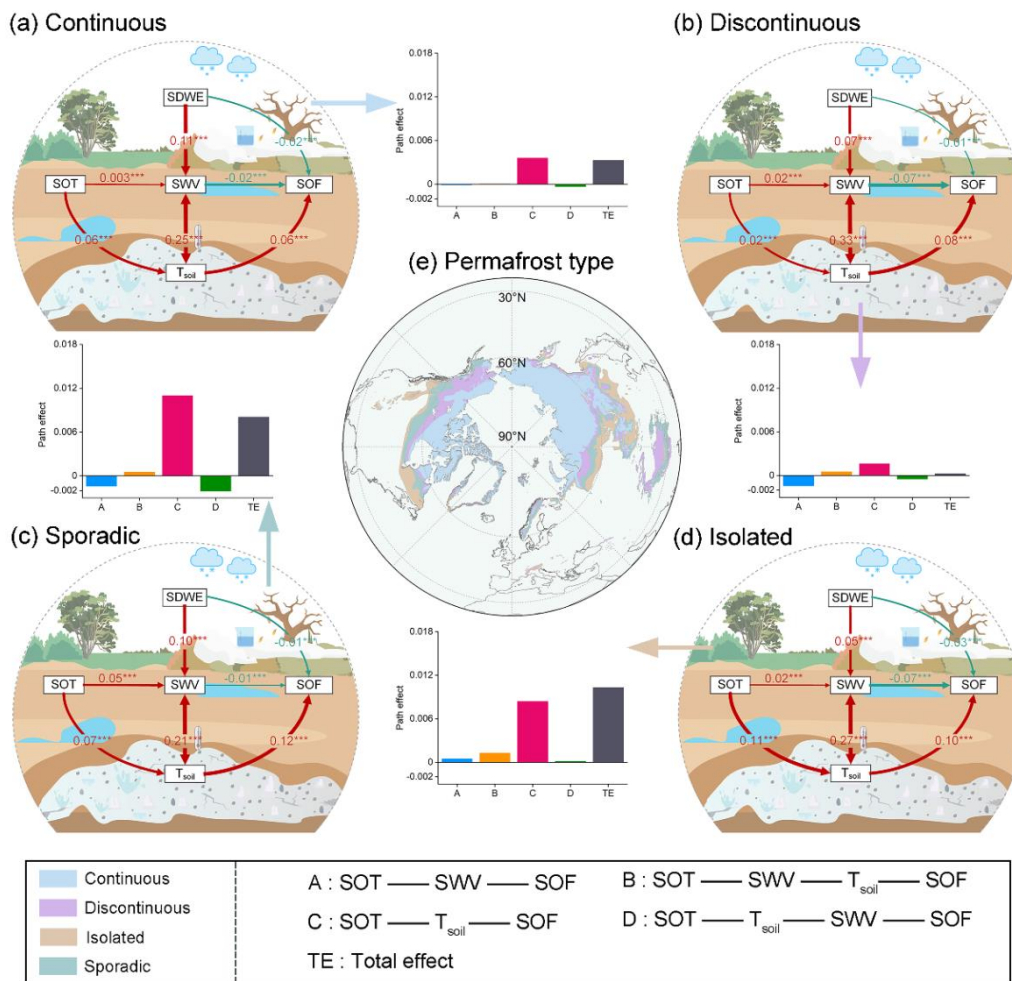 (a) Continuous
SDWE
0.11***
-0.02***
SOT
0.003***
SWV
-0.02***
SOF
0.06***
0.25***
0.06***
Tsoil
0.018
0.012
0.006
0
-0.002
Path effect
A B C D TE
(b) Discontinuous
SDWE
0.07***
-0.01***
SOT
0.02***
SWV
-0.07***
SOF
0.02***
0.33***
0.08***
Tsoil
(e) Permafrost type
30°N
60°N
90°N
0.018
0.012
0.006
0
-0.002
Path effect
A B C D TE
0.018
0.012
0.006
0
-0.002
Path effect
A B C D TE
(c) Sporadic
SDWE
0.10***
-0.01***
SOT
0.05***
SWV
-0.01***
SOF
0.07***
0.21***
0.12***
Tsoil
0.018
0.012
0.006
0
-0.002
Path effect
A B C D TE
(d) Isolated
SDWE
0.05***
-0.03***
SOT
0.02***
SWV
-0.07***
SOF
0.11***
0.27***
0.10***
Tsoil
Continuous
Discontinuous
Isolated
Sporadic
A : SOT — SWV — SOF
B : SOT — SWV — Tsoil — SOF
C : SOT — Tsoil — SOF
D : SOT — Tsoil — SWV — SOF
TE : Total effect